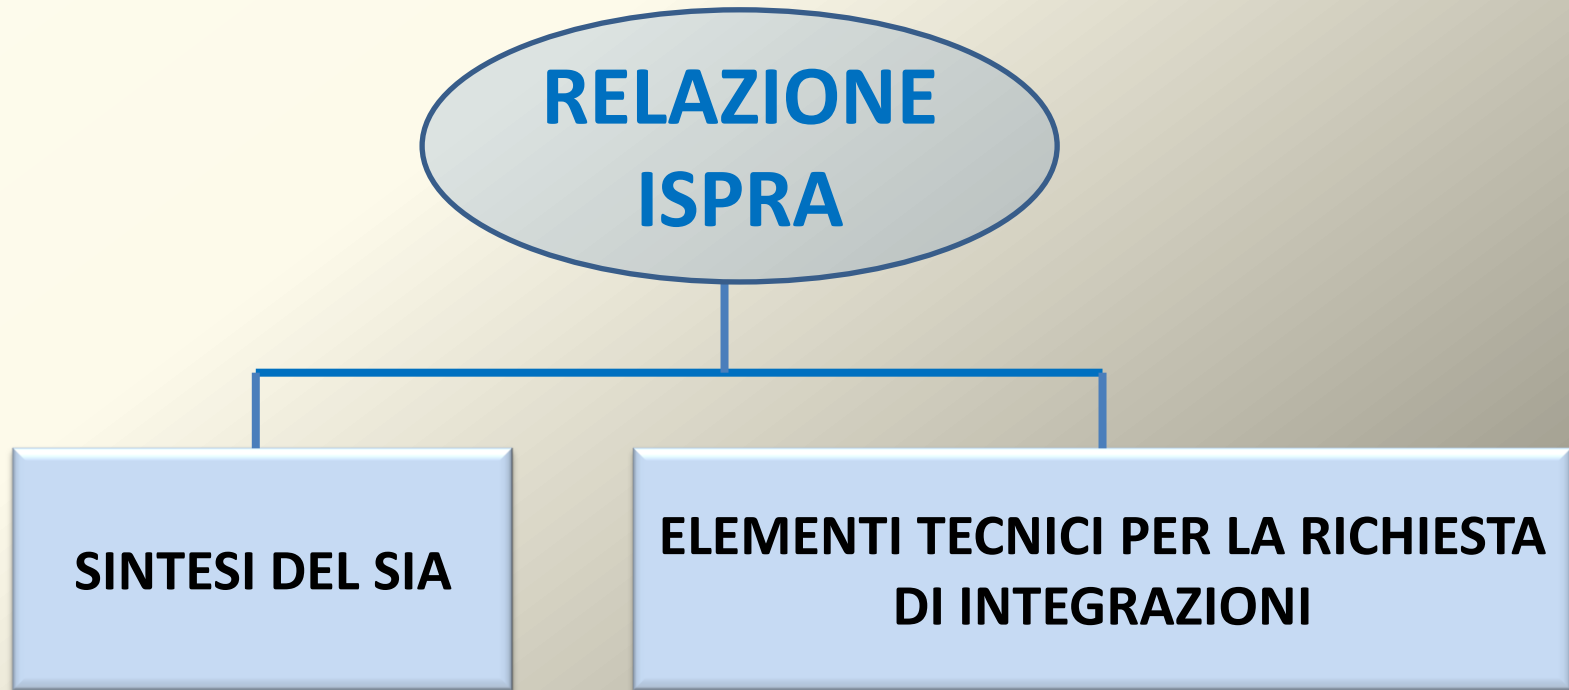 RELAZIONE
ISPRA
SINTESI DEL SIA
ELEMENTI TECNICI PER LA RICHIESTA
DI INTEGRAZIONI